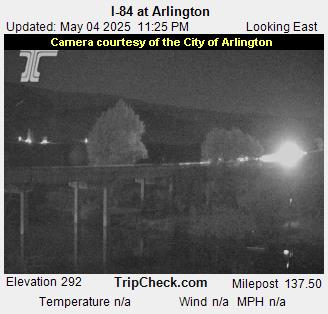 I-84 at Arlington
Updated: May 04 2025 11:25 PM Looking East
Camera courtesy of the City of Arlington
Elevation 292 TripCheck.com Milepost 137.50
Temperature n/a Wind n/a MPH n/a